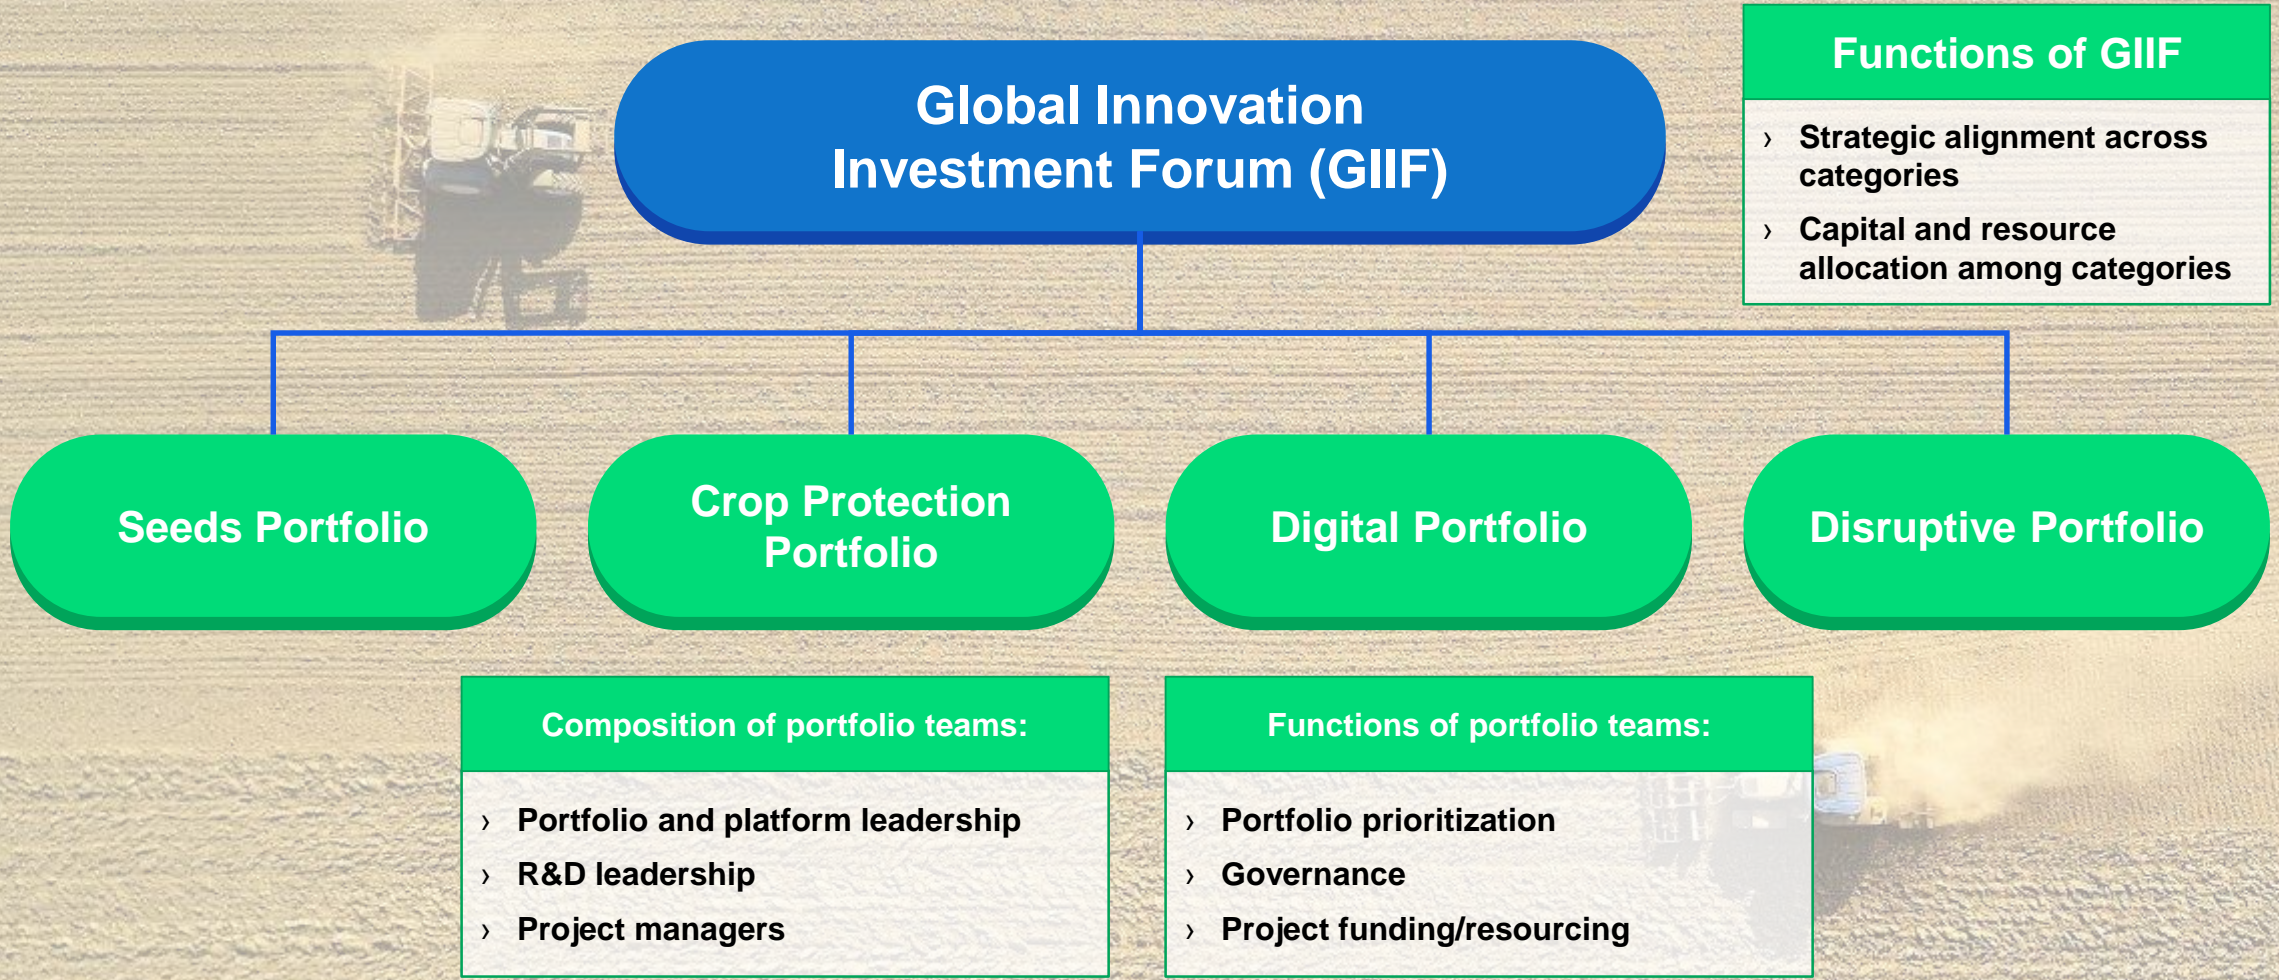 Global Innovation
Investment Forum (GIIF)
Functions of GIIF
› Strategic alignment across
categories
› Capital and resource
allocation among categories
Seeds Portfolio
Crop Protection
Portfolio
Digital Portfolio
Disruptive Portfolio
Composition of portfolio teams:
› Portfolio and platform leadership
› R&D leadership
› Project managers
Functions of portfolio teams:
› Portfolio prioritization
› Governance
› Project funding/resourcing